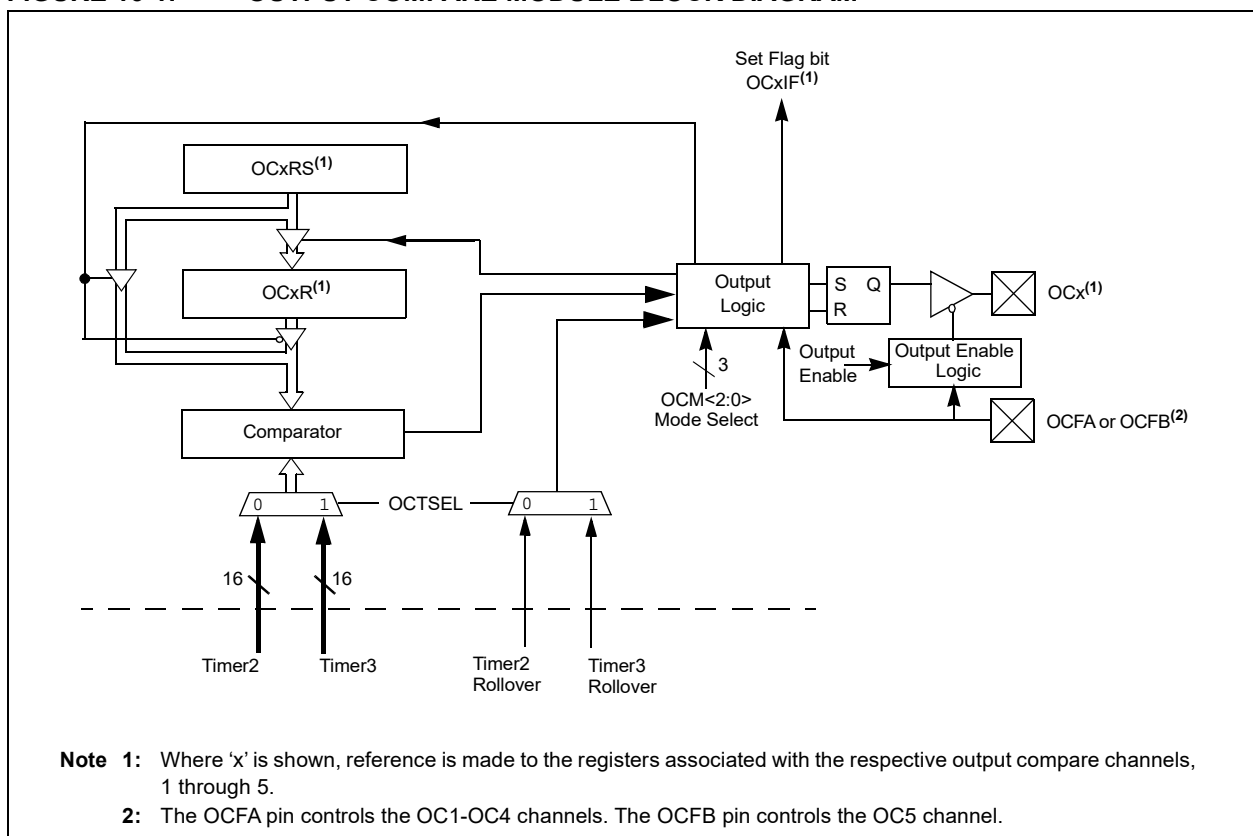 Set Flag bit
OCxIF(1)
OCxRS(1)
OCxR(1)
Output
Logic
S Q
R
OCx(1)
Output
Enable
Output Enable
Logic
3
OCM<2:0>
Mode Select
OCFA or OCFB(2)
Comparator
0 1
OCTSEL
0 1
16
16
Timer2
Timer3
Timer2
Rollover
Timer3
Rollover
Note 1: Where ‘x’ is shown, reference is made to the registers associated with the respective output compare channels,
1 through 5.
2: The OCFA pin controls the OC1-OC4 channels. The OCFB pin controls the OC5 channel.